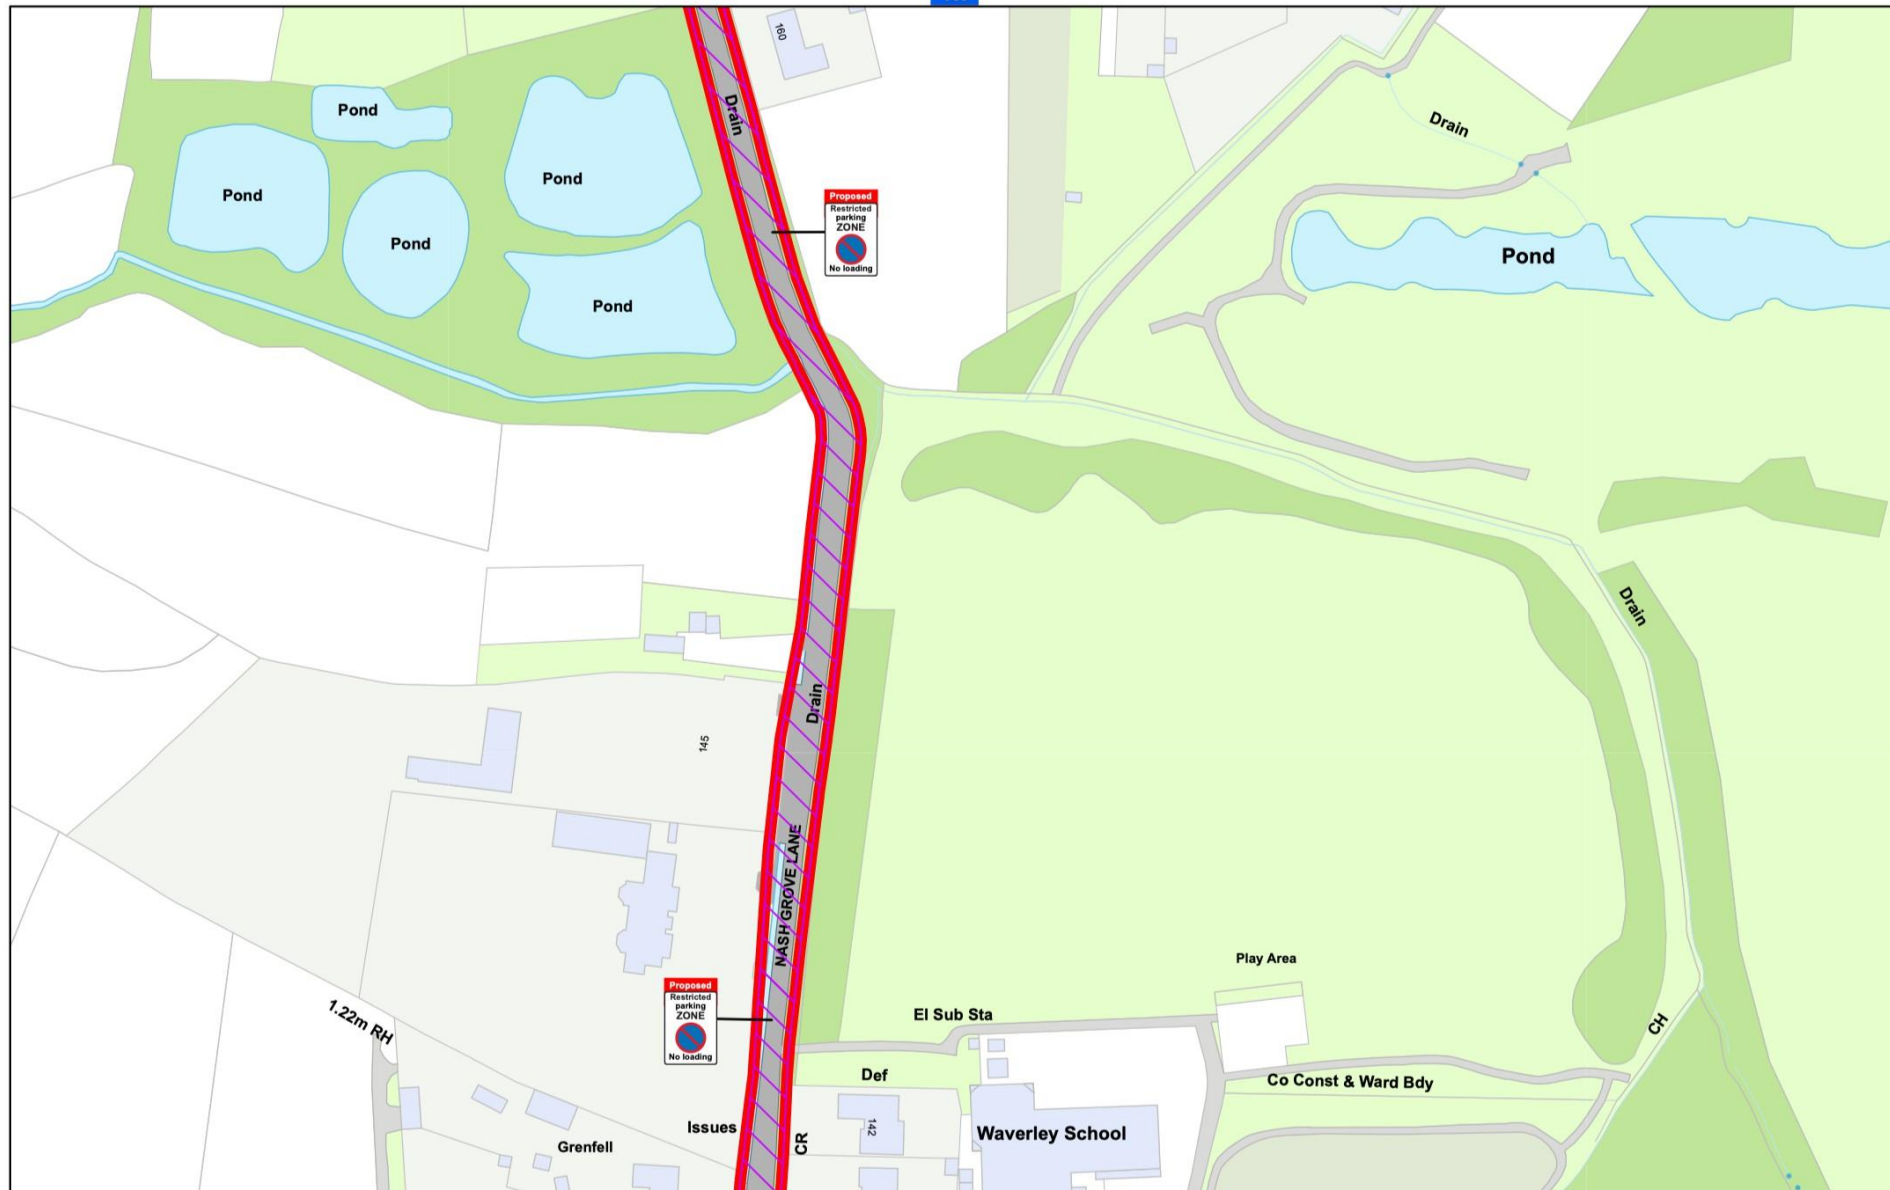 160
Drain
Pond
Drain
Pond
Pond
Pond
Proposed
Restricted
parking
ZONE
No loading
Pond
Pond
Pond
Drain
Drain
145
NASH GROVE LANE
Play Area
Proposed
Restricted
parking
ZONE
No loading
1.22m RH
El Sub Sta
CH
Def
Co Const & Ward Bdy
Issues
142
CR
Waverley School
Grenfell